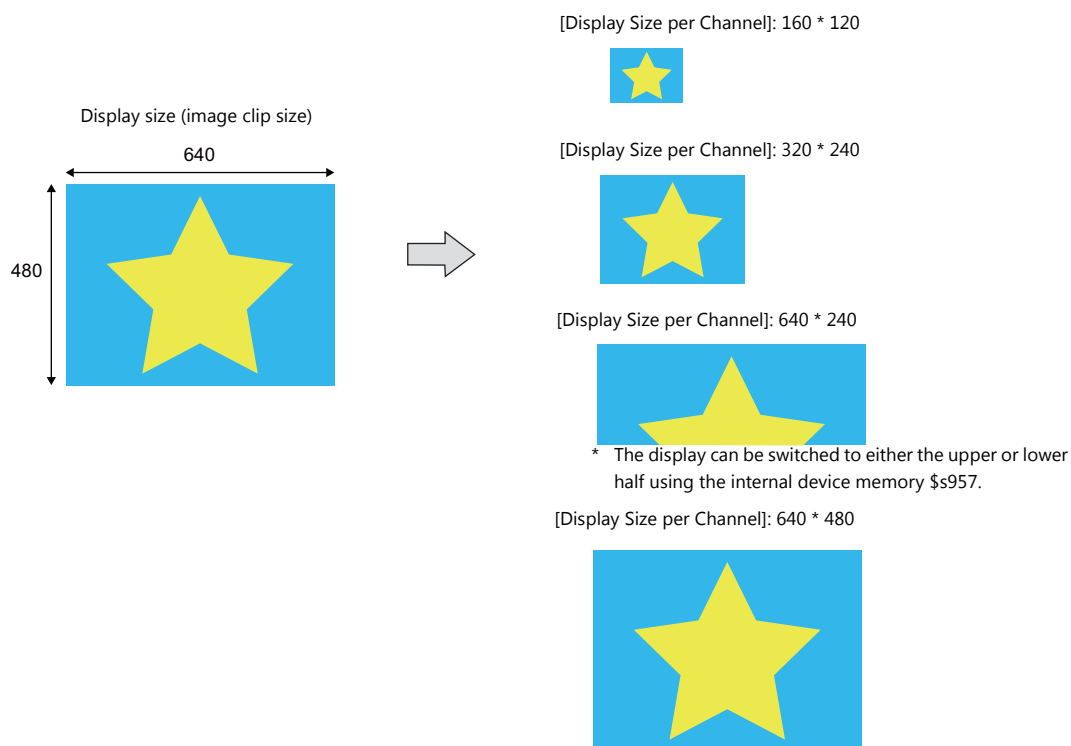 Display size (image clip size)
640
480
[Display Size per Channel]: 160 * 120
[Display Size per Channel]: 320 * 240
[Display Size per Channel]: 640 * 240
* The display can be switched to either the upper or lower
half using the internal device memory $s957.
[Display Size per Channel]: 640 * 480